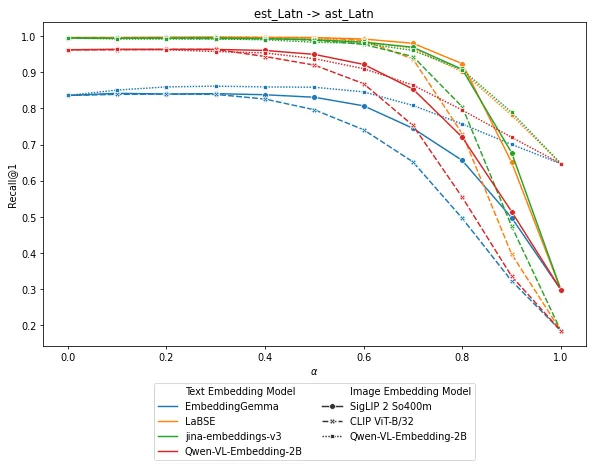 est_Latn -> ast_Latn
Recall@1
1.0
0.9
0.8
0.7
0.6
0.5
0.4
0.3
0.2
0.0 0.2 0.4 0.6 0.8 1.0
α
Text Embedding Model Image Embedding Model
EmbeddingGemma SigLIP 2 So400m
LaBSE CLIP ViT-B/32
jina-embeddings-v3 Qwen-VL-Embedding-2B
Qwen-VL-Embedding-2B